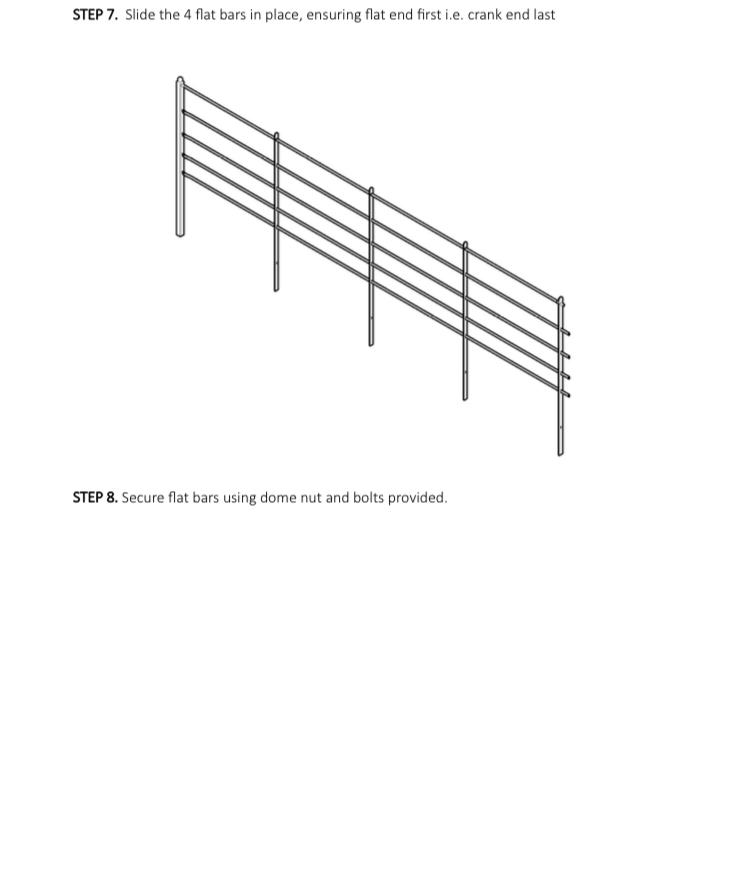 STEP 7. Slide the 4 flat bars in place, ensuring flat end first i.e. crank end last
STEP 8. Secure flat bars using dome nut and bolts provided.